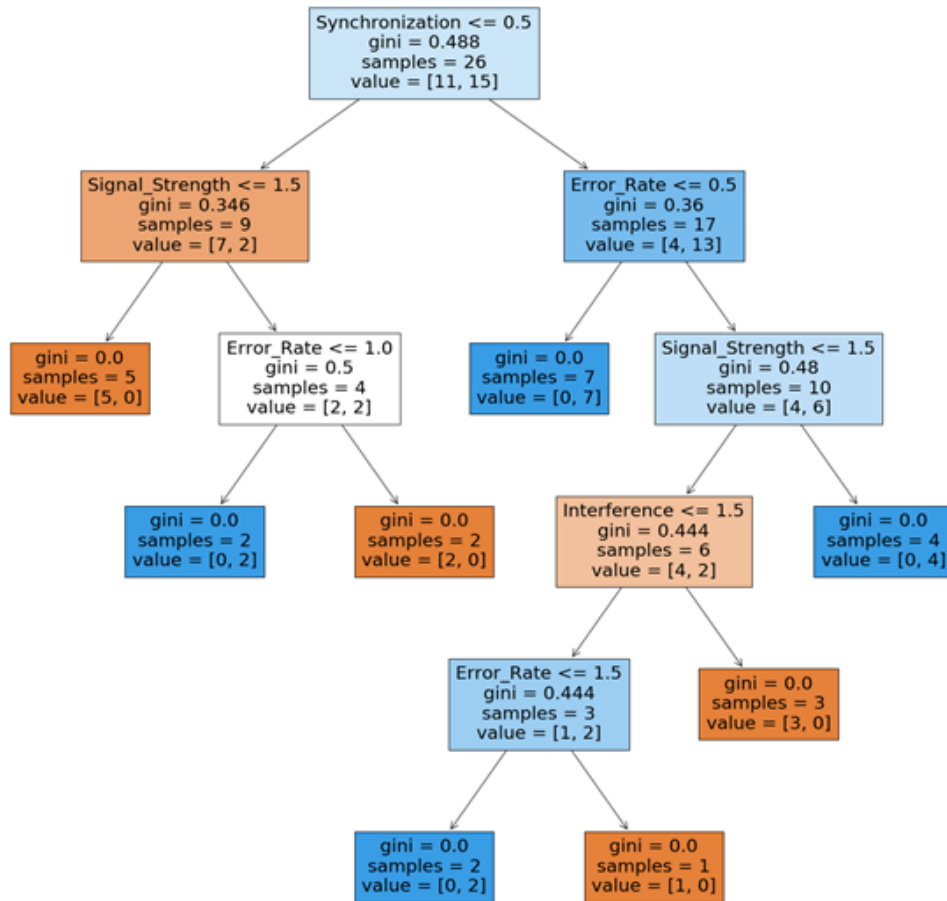 Synchronization <= 0.5
gini = 0.488
samples = 26
value = [11, 15]
Signal_Strength <= 1.5
gini = 0.346
samples = 9
value = [7, 2]
Error_Rate <= 0.5
gini = 0.36
samples = 17
value = [4, 13]
gini = 0.0
samples = 5
value = [5, 0]
Error_Rate <= 1.0
gini = 0.5
samples = 4
value = [2, 2]
gini = 0.0
samples = 7
value = [0, 7]
Signal_Strength <= 1.5
gini = 0.48
samples = 10
value = [4, 6]
gini = 0.0
samples = 2
value = [0, 2]
gini = 0.0
samples = 2
value = [2, 0]
Interference <= 1.5
gini = 0.444
samples = 6
value = [4, 2]
gini = 0.0
samples = 4
value = [0, 4]
Error_Rate <= 1.5
gini = 0.444
samples = 3
value = [1, 2]
gini = 0.0
samples = 3
value = [3, 0]
gini = 0.0
samples = 2
value = [0, 2]
gini = 0.0
samples = 1
value = [1, 0]